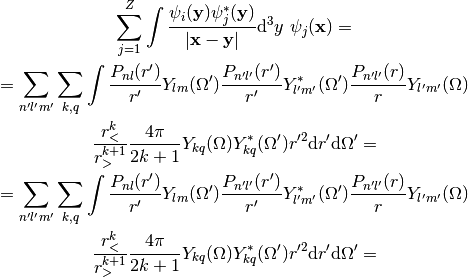 \sum_{j=1}^{Z} \int \frac{\psi_i(\mathbf{y})\psi_j^*(\mathbf{y})}{|\mathbf{x}-\mathbf{y}|} \mathrm{d}^3 y \ \psi_j(\mathbf{x}) =
= \sum_{n'l'm'} \sum_{k,q} \int \frac{P_{nl}(r')}{r'} Y_{lm}(\Omega') \frac{P_{n'l'}(r')}{r'} Y^*_{l'm'}(\Omega') \frac{P_{n'l'}(r)}{r} Y_{l'm'}(\Omega)
\frac{r_<^k}{r_>^{k+1}} \frac{4\pi}{2k+1} Y_{kq}(\Omega) Y^*_{kq}(\Omega') r'^2 \mathrm{d}r' \mathrm{d}\Omega' =
= \sum_{n'l'm'} \sum_{k,q} \int \frac{P_{nl}(r')}{r'} Y_{lm}(\Omega') \frac{P_{n'l'}(r')}{r'} Y^*_{l'm'}(\Omega') \frac{P_{n'l'}(r)}{r} Y_{l'm'}(\Omega)
\frac{r_<^k}{r_>^{k+1}} \frac{4\pi}{2k+1} Y_{kq}(\Omega) Y^*_{kq}(\Omega') r'^2 \mathrm{d}r' \mathrm{d}\Omega' =